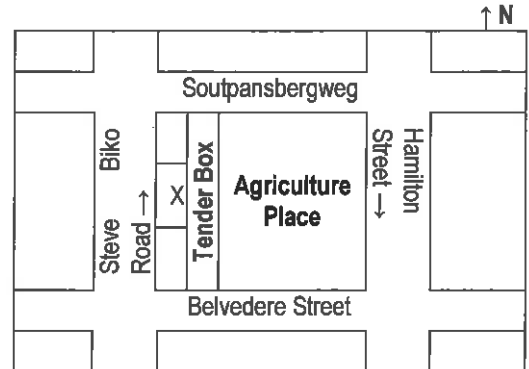 ↑ N
Soutpansbergweg
Steve Biko
Road →
X
Tender Box
Agriculture
Place
Hamilton
Street →
Belvedere Street